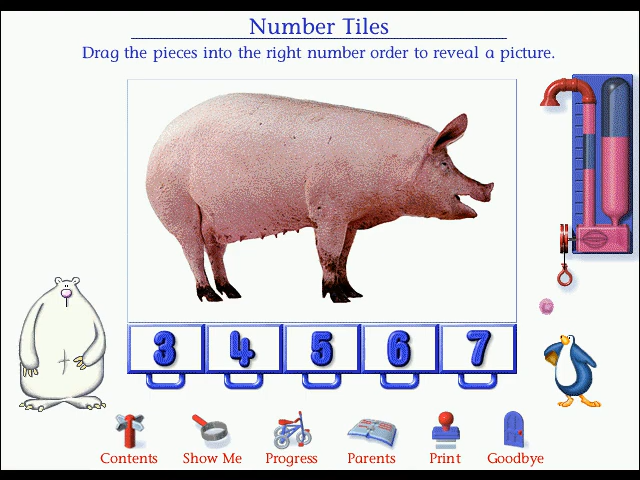 Number Tiles
Drag the pieces into the right number order to reveal a picture.
3 4 5 6 7
Contents Show Me Progress Parents Print Goodbye